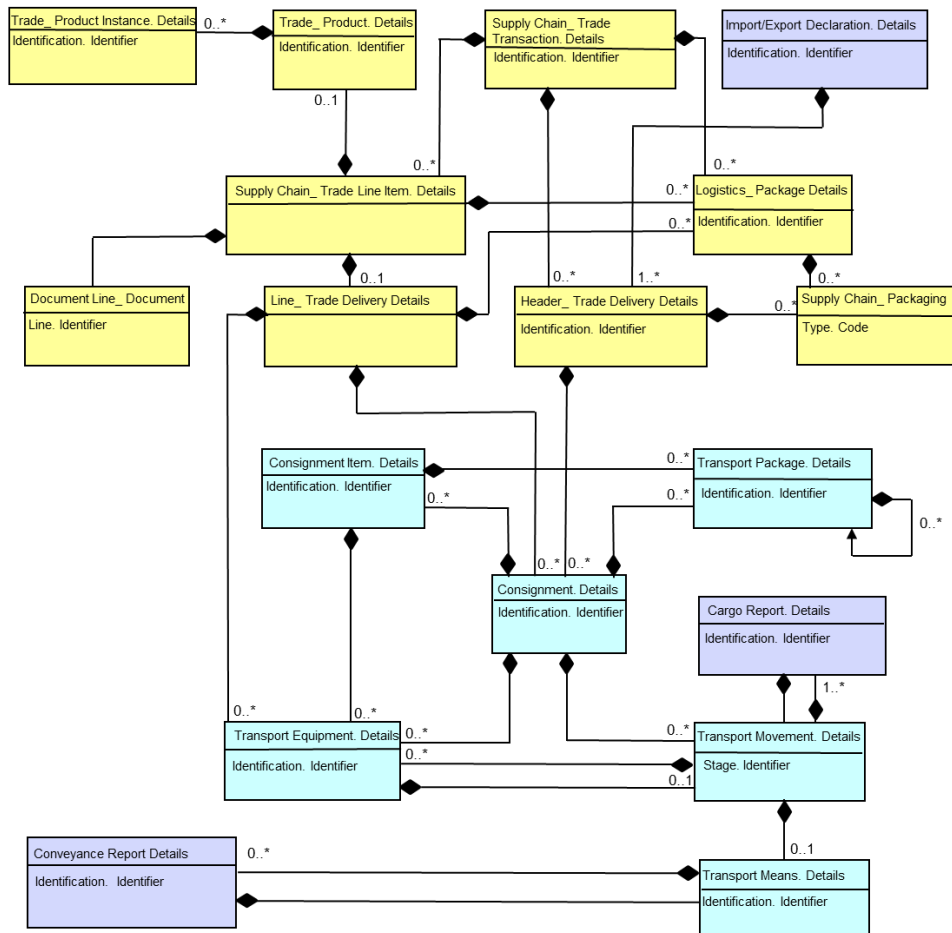 Trade_ Product Instance. Details
Identification. Identifier
0..*
Trade_ Product. Details
Identification. Identifier
0..1
Supply Chain_ Trade
Transaction. Details
Identification. Identifier
Import/Export Declaration. Details
Identification. Identifier
0..*
0..*
Supply Chain_ Trade Line Item. Details
0..*
Logistics_ Package Details
Identification. Identifier
0..*
0..1
0..*
1..*
0..*
Document Line_ Document
Line. Identifier
Line_ Trade Delivery Details
Header_ Trade Delivery Details
Identification. Identifier
0..*
Supply Chain_ Packaging
Type. Code
Consignment Item. Details
Identification. Identifier
0..*
0..*
Transport Package. Details
Identification. Identifier
0..*
0..*
0..*
0..*
Consignment. Details
Identification. Identifier
Cargo Report. Details
Identification. Identifier
1..*
0..*
0..*
0..*
0..*
Transport Equipment. Details
Identification. Identifier
0..*
0..1
Transport Movement. Details
Stage. Identifier
0..1
Conveyance Report Details
Identification. Identifier
0..*
Transport Means. Details
Identification. Identifier